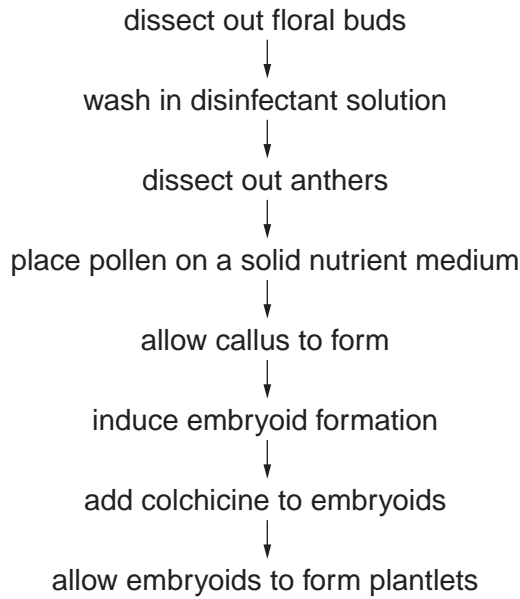 dissect out floral buds
wash in disinfectant solution
dissect out anthers
place pollen on a solid nutrient medium
allow callus to form
induce embryoid formation
add colchicine to embryoids
allow embryoids to form plantlets